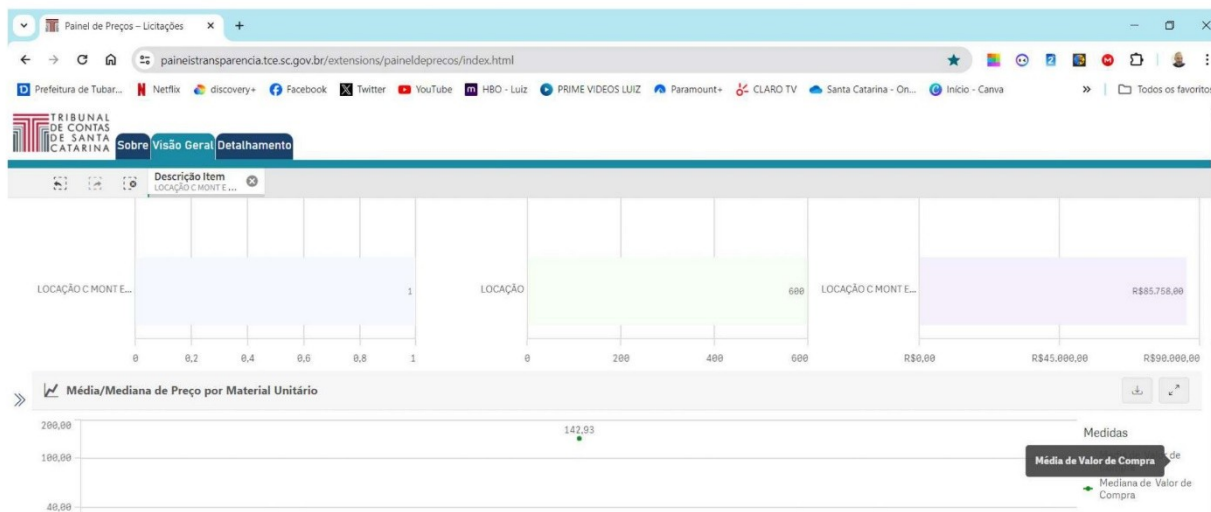 Painel de Preços – Licitações
paineistransparencia.tce.sc.gov.br/extensions/paineldeprecos/index.html
Prefeitura de Tubar... Netflix discovery+ Facebook Twitter YouTube HBO - Luiz PRIME VIDEOS LUIZ Paramount+ CLARO TV Santa Catarina - On... Início - Canva » Todos os favoritos
TRIBUNAL
DE CONTAS
DE SANTA
CATARINA
Sobre Visão Geral Detalhamento
Descrição Item
LOCAÇÃO C MONT E ...
LOCAÇÃO C MONT E... 1 LOCAÇÃO 600 LOCAÇÃO C MONT E... R$85.758,00
0 0,2 0,4 0,6 0,8 1 0 200 400 600 R$0,00 R$45.000,00 R$90.000,00
Média/Mediana de Preço por Material Unitário
200,00 142,93 Medidas
100,00 Média de Valor de Compra de
Mediana de Valor de
Compra
40,00